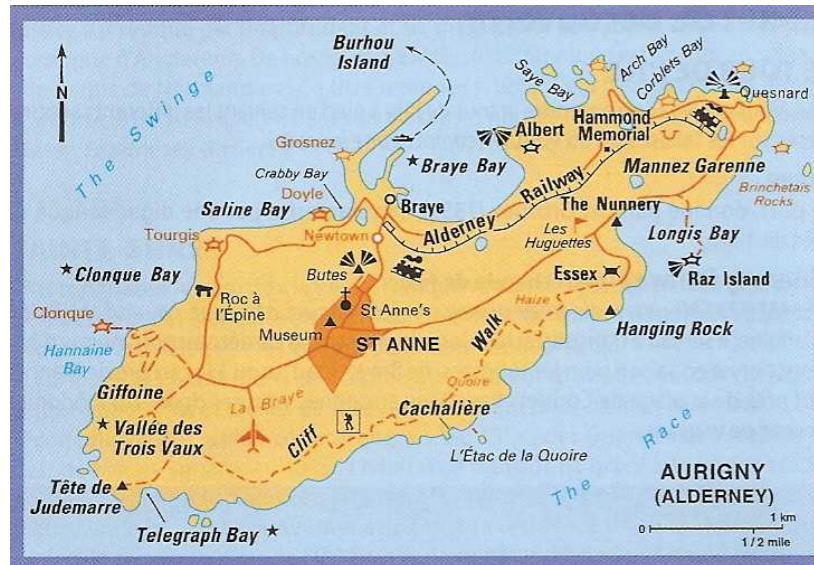 N
The Swinge
Burhou
Island
Save Bay
Arch Bay
Corblets Bay
Quesnard
Grosnez
Albert
Hammond
Memorial
Braye Bay
Crabby Bay
Mannez Garenne
Railway
Brinchetais
Rocks
Doyle
Saline Bay
Braye
Alderney
The Nunnery
Tourgis
Newtown
Les
Huguettes
Longis Bay
Clonque Bay
Butes
Essex
Raz Island
Roc à
l'Épine
St Anne's
Haize
Clonque
Museum
Hanging Rock
Hannaine
Bay
ST ANNE
Walk
Giffoine
Quoire
La Braye
Cachalière
Vallée des
Trois Vaux
Cliff
The Race
L'Étac de la Quoire
Tête de
Judemarre
AURIGNY
(ALDERNEY)
Telegraph Bay
1 km
0
1/2 mile